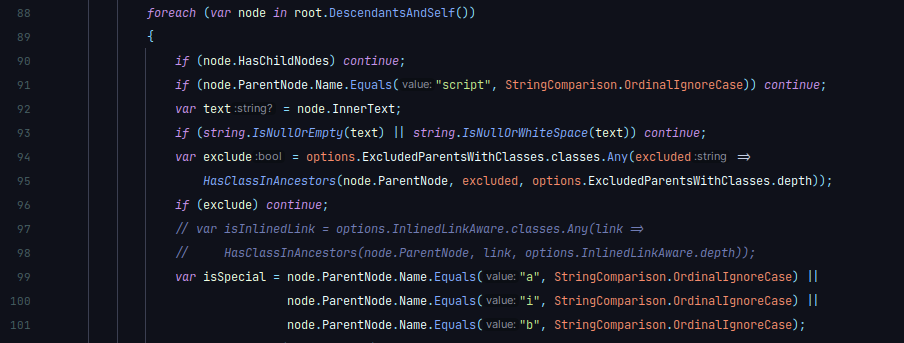 88 foreach (var node in root.DescendantsAndSelf())
89 {
90 if (node.HasChildNodes) continue;
91 if (node.ParentNode.Name.Equals( value: "script", StringComparison.OrdinalIgnoreCase)) continue;
92 var text :string? = node.InnerText;
93 if (string.IsNullOrEmpty(text) || string.IsNullOrWhiteSpace(text)) continue;
94 var exclude :bool = options.ExcludedParentsWithClasses.classes.Any(excluded :string =>
95 HasClassInAncestors(node.ParentNode, excluded, options.ExcludedParentsWithClasses.depth));
96 if (exclude) continue;
97 // var isInlinedLink = options.InlinedLinkAware.classes.Any(link =>
98 // HasClassInAncestors(node.ParentNode, link, options.InlinedLinkAware.depth));
99 var isSpecial = node.ParentNode.Name.Equals( value: "a", StringComparison.OrdinalIgnoreCase) ||
100 node.ParentNode.Name.Equals( value: "i", StringComparison.OrdinalIgnoreCase) ||
101 node.ParentNode.Name.Equals( value: "b", StringComparison.OrdinalIgnoreCase);